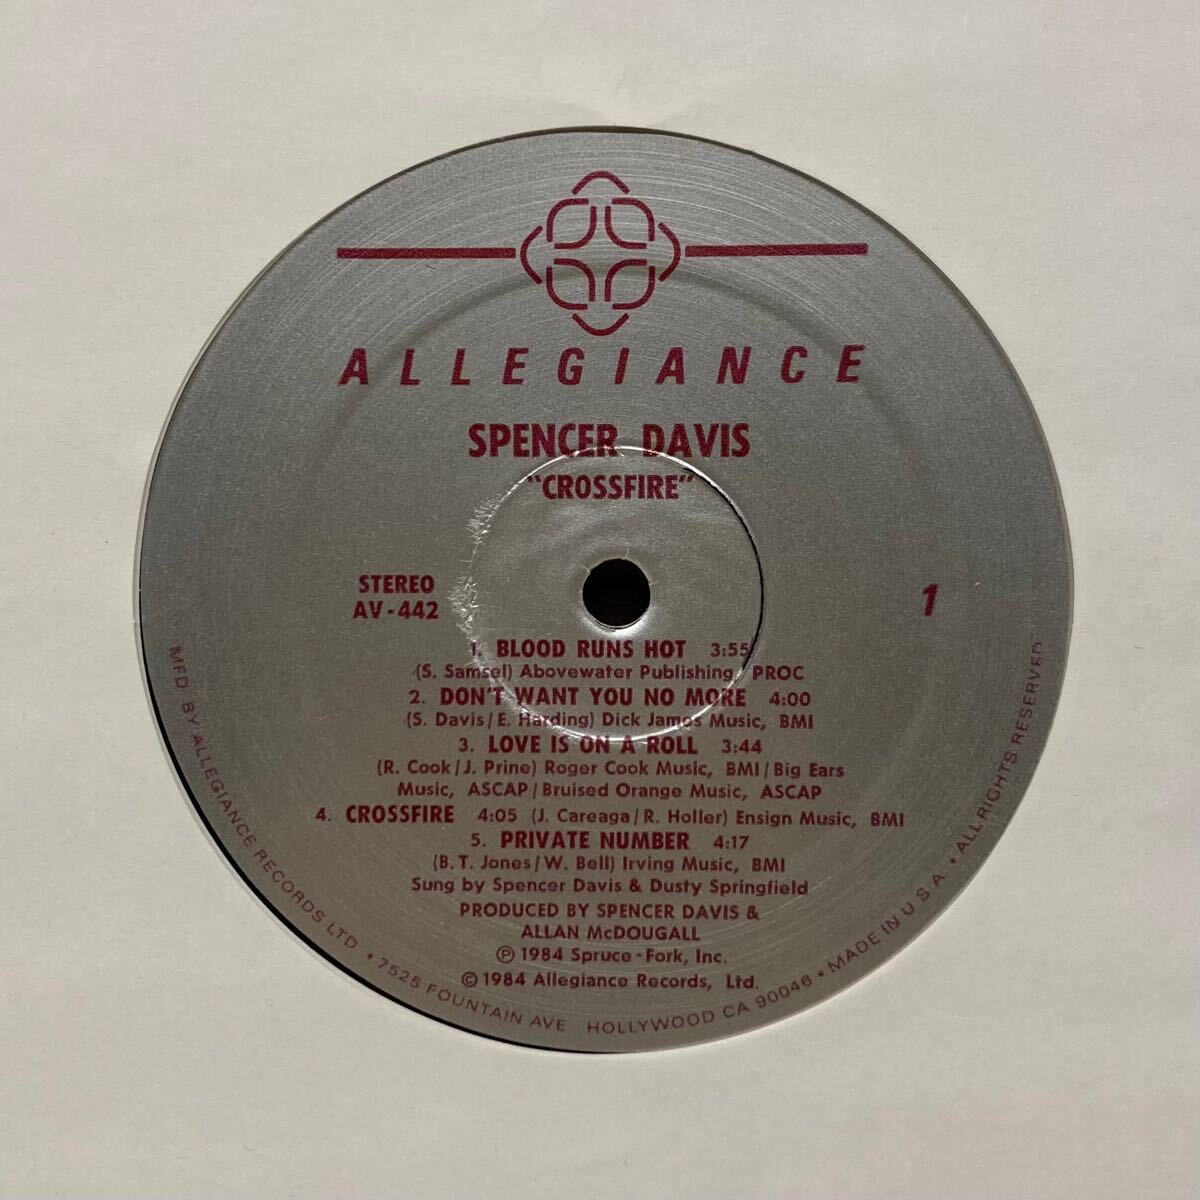 ALLEGIANCE
SPENCER DAVIS
"CROSSFIRE"
STEREO
AV-442
1
1. BLOOD RUNS HOT 3:55
(S. Samsel) Abovewater Publishing, PROC
2. DON'T WANT YOU NO MORE 4:00
(S. Davis/E. Harding) Dick James Music, BMI
3. LOVE IS ON A ROLL 3:44
(R. Cook/J. Prine) Roger Cook Music, BMI/Big Ears
Music, ASCAP/Bruised Orange Music, ASCAP
4. CROSSFIRE 4:05 (J. Careaga/R. Holler) Ensign Music, BMI
5. PRIVATE NUMBER 4:17
(B.T. Jones/W. Bell) Irving Music, BMI
Sung by Spencer Davis & Dusty Springfield
PRODUCED BY SPENCER DAVIS &
ALLAN McDOUGALL
℗ 1984 Spruce-Fork, Inc.
© 1984 Allegiance Records, Ltd.
MFD. BY ALLEGIANCE RECORDS LTD • 7525 FOUNTAIN AVE HOLLYWOOD CA 90046 • MADE IN U S A • ALL RIGHTS RESERVED